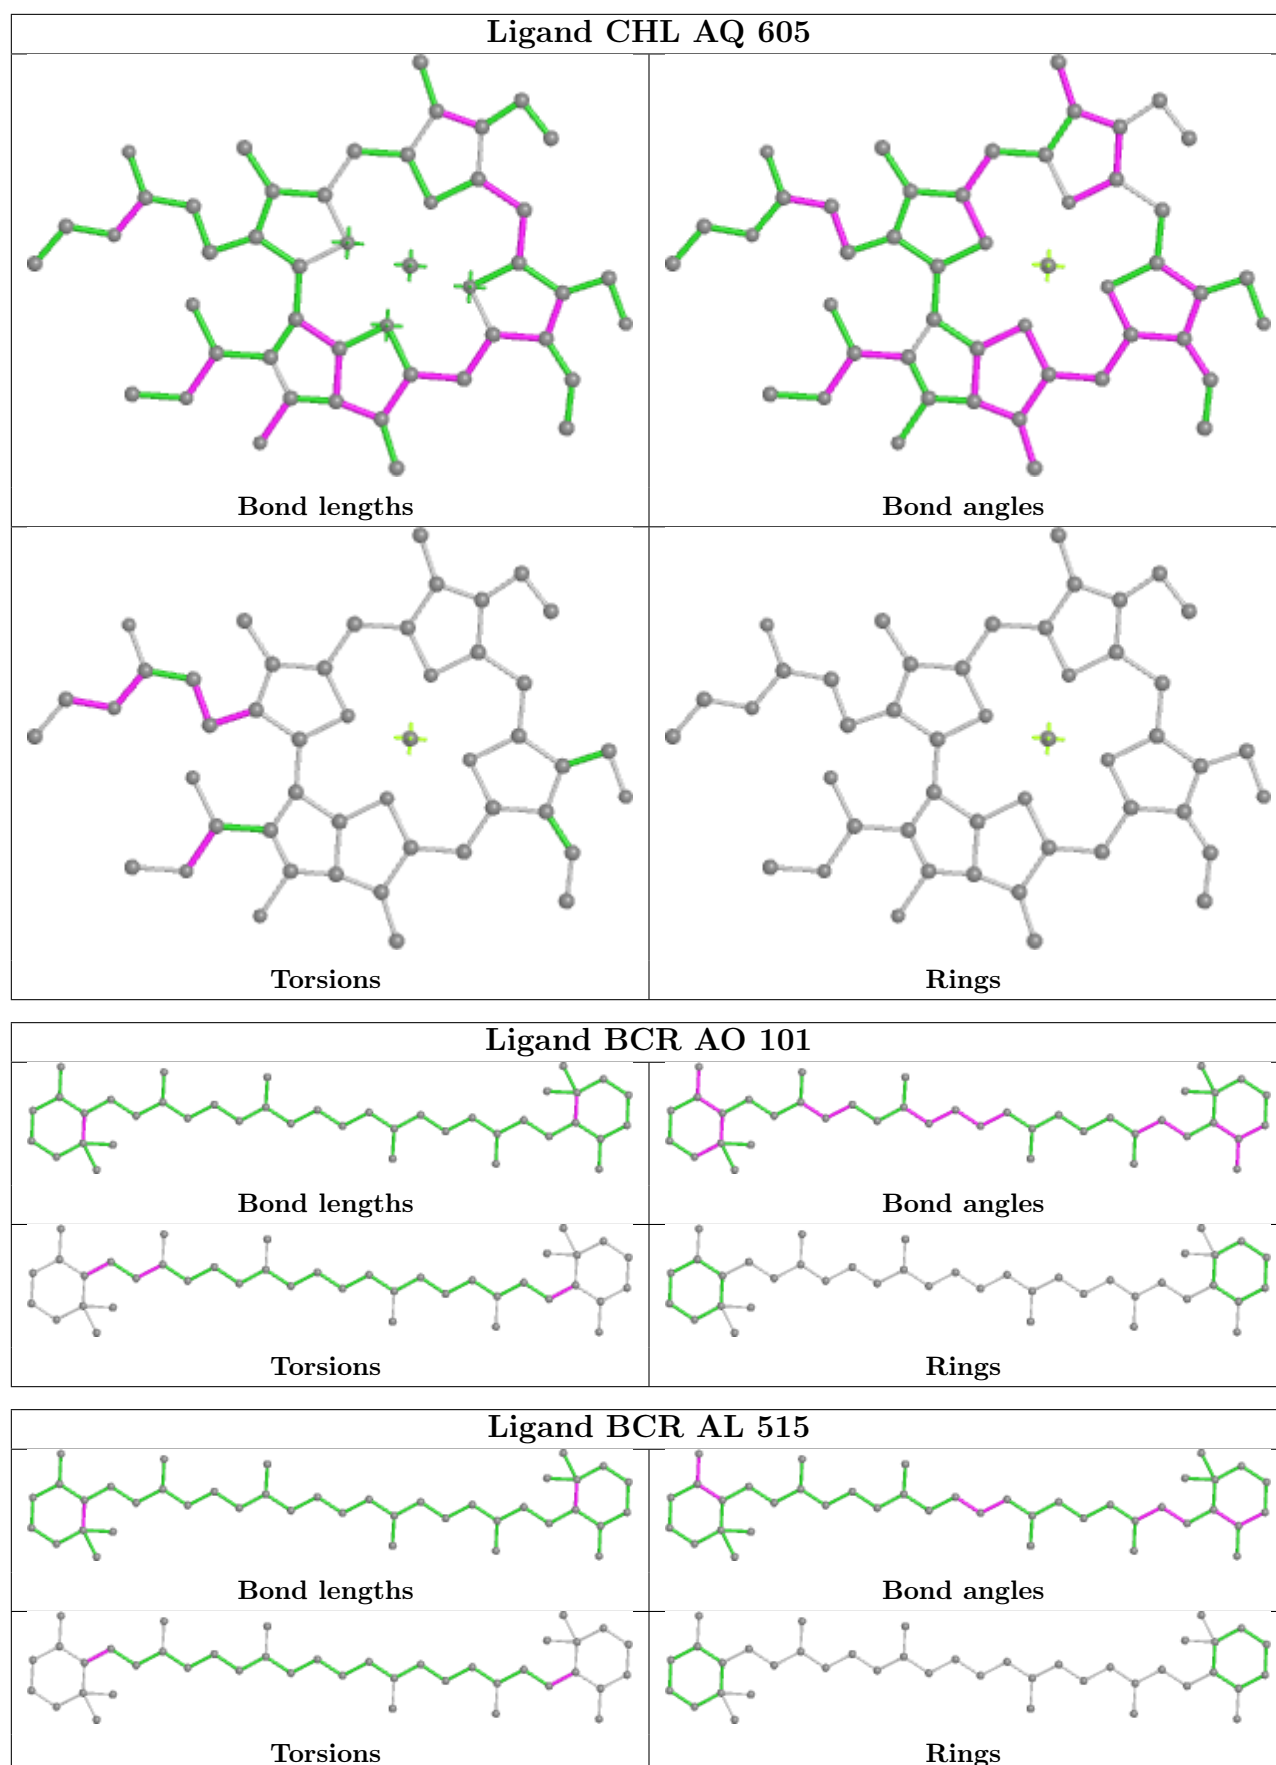 Ligand CHL AQ 605
Bond lengths
Bond angles
Torsions
Rings
Ligand BCR AO 101
Bond lengths
Bond angles
Torsions
Rings
Ligand BCR AL 515
Bond lengths
Bond angles
Torsions
Rings